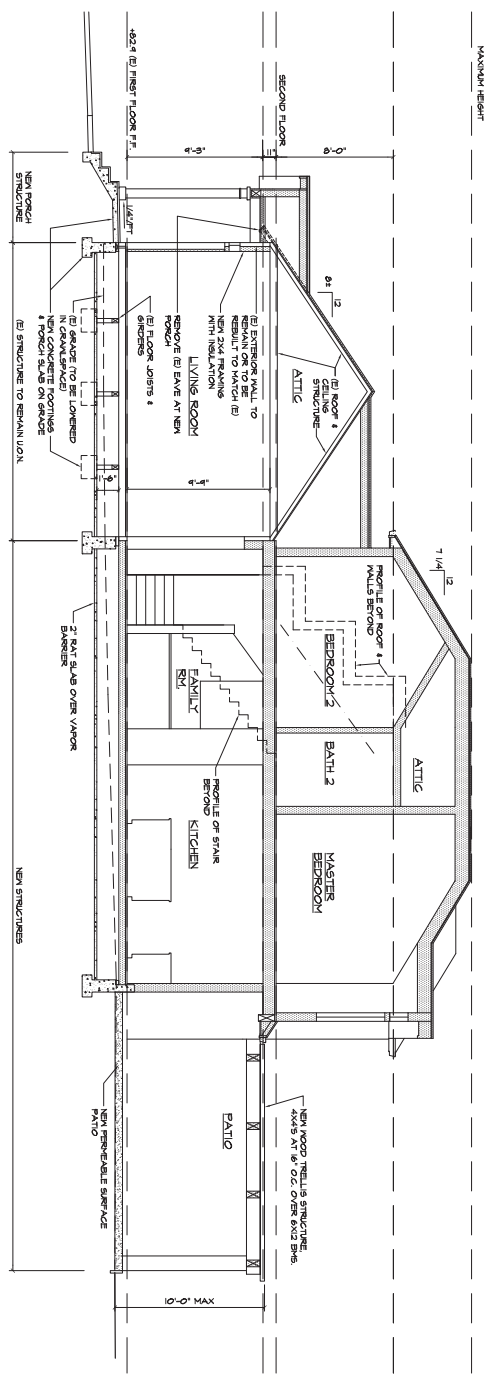 MAXIMUM HEIGHT
SECOND FLOOR
+82.9 (E) FIRST FLOOR F.F.
8'-0"
11"
8'-3"
1/4"/FT
NEW PORCH
STRUCTURE
12
8±
(E) ROOF &
CEILING
STRUCTURE
ATTIC
(E) EXTERIOR WALL TO
REMAIN OR TO BE
REBUILT TO MATCH (E)
NEW 2X4 FRAMING
WITH INSULATION
LIVING ROOM
REMOVE (E) EAVE AT NEW
PORCH
(E) FLOOR JOISTS &
GIRDERS
(E) GRADE (TO BE LOWERED
IN CRAWLSPACE)
NEW CONCRETE FOOTINGS
& PORCH SLAB ON GRADE
(E) STRUCTURE TO REMAIN U.O.N.
1'-6"
12
7 1/4
PROFILE OF ROOF &
WALLS BEYOND
BEDROOM 2
BATH 2
ATTIC
MASTER
BEDROOM
FAMILY
RM.
PROFILE OF STAIR
BEYOND
KITCHEN
2" RAT SLAB OVER VAPOR
BARRIER
NEW STRUCTURES
NEW WOOD TRELLIS STRUCTURE,
4X4'S AT 16" O.C. OVER 6X12 BMS.
PATIO
NEW PERMEABLE SURFACE
PATIO
10'-0" MAX